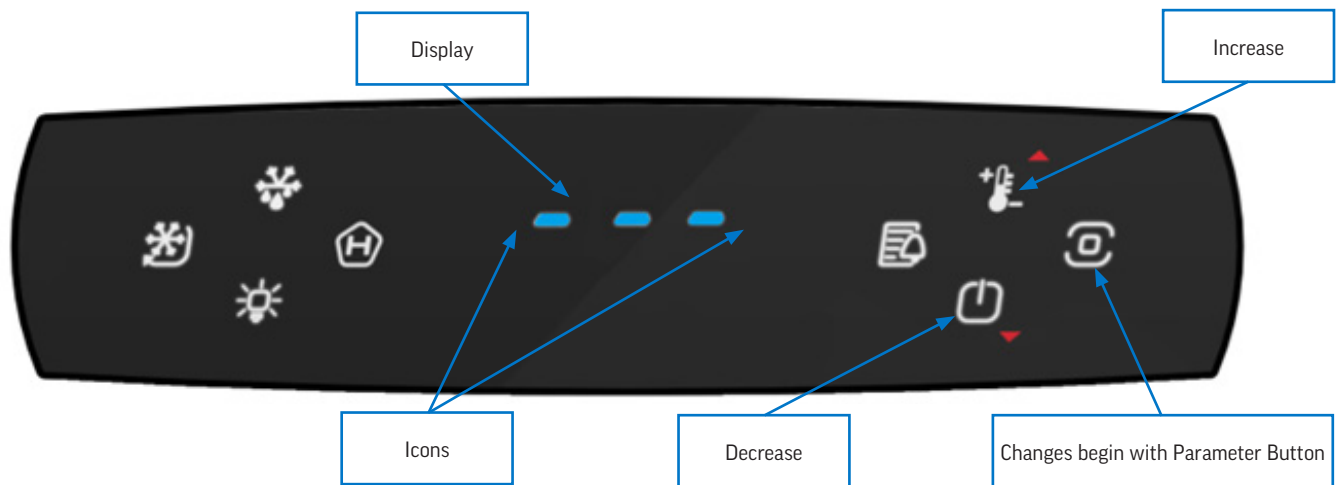 Display
Increase
Icons
Decrease
Changes begin with Parameter Button